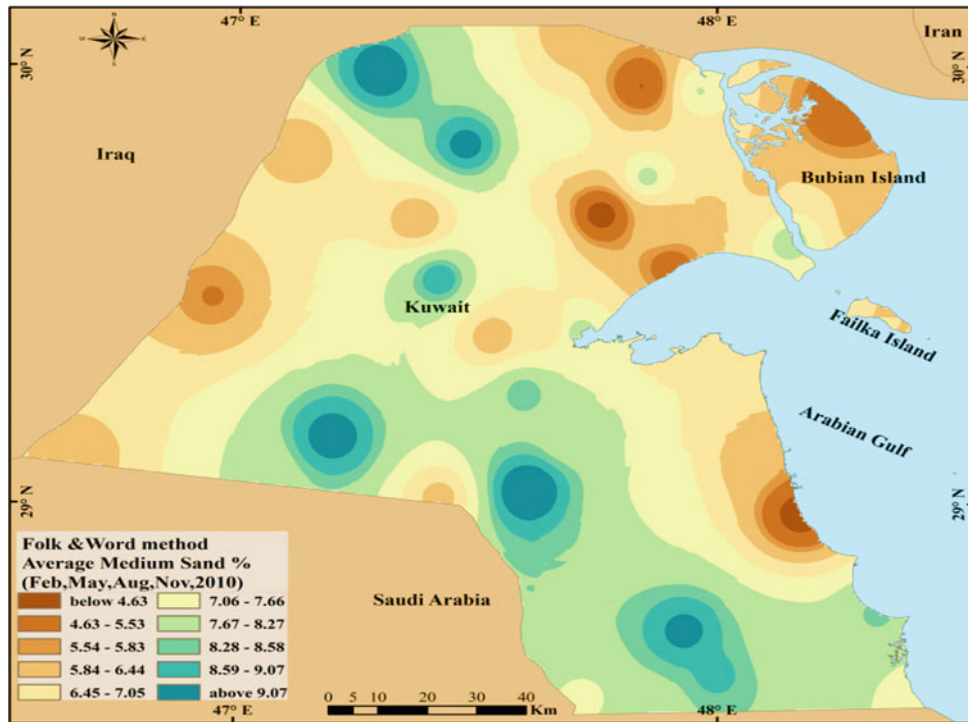 47° E
48° E
N
W
E
S
Iran
30° N
30° N
Iraq
Bubian Island
Kuwait
Failka Island
Arabian Gulf
29° N
29° N
Folk &Word method
Average Medium Sand %
(Feb,May,Aug,Nov,2010)
below 4.63
7.06 - 7.66
4.63 - 5.53
7.67 - 8.27
5.54 - 5.83
8.28 - 8.58
5.84 - 6.44
8.59 - 9.07
6.45 - 7.05
above 9.07
Saudi Arabia
0 5 10 20 30 40
Km
47° E
48° E